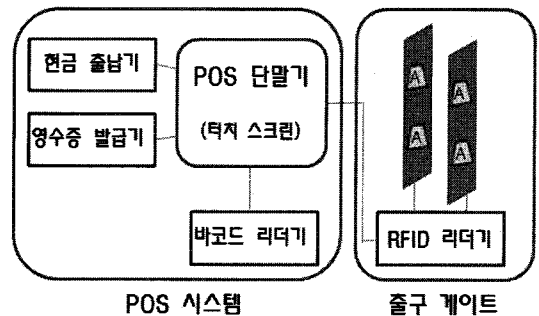 현금 출납기
POS 단말기
(터치 스크린)
영수증 발급기
바코드 리더기
A
A
A
A
RFID 리더기
POS 시스템
출구 게이트